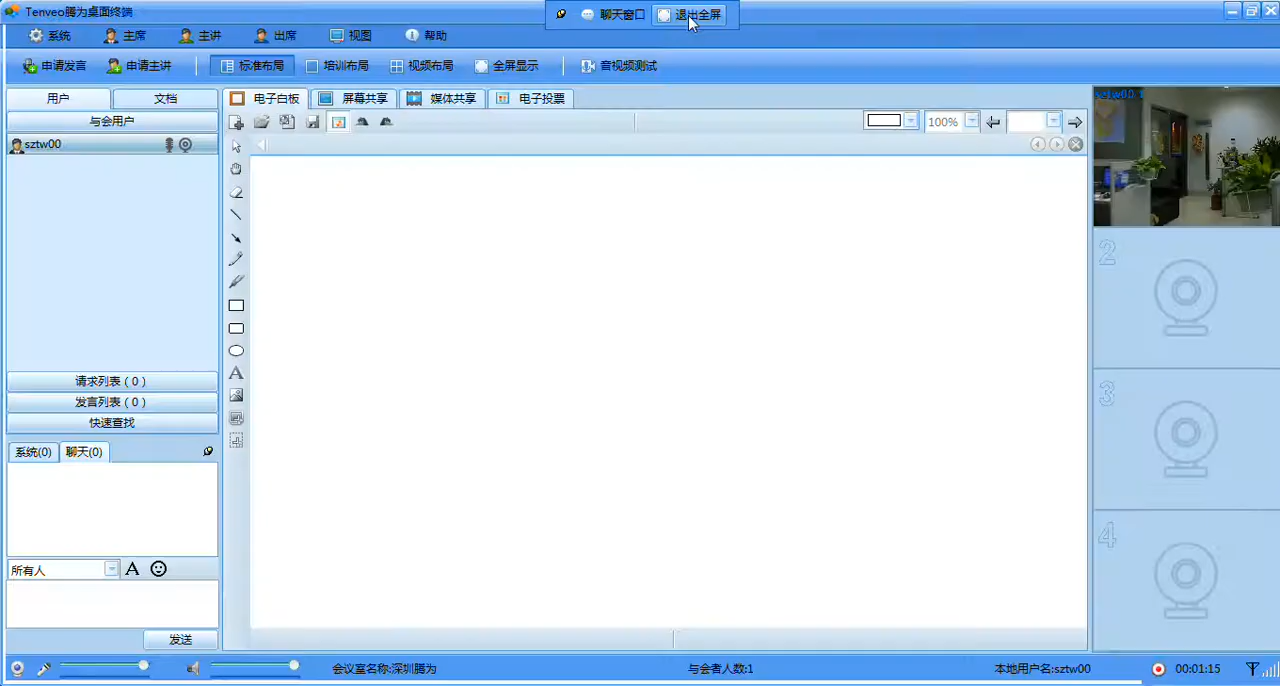 Tenveo腾为桌面终端
聊天窗口 退出全屏
系统 主席 主讲 出席 视图 帮助
申请发言 申请主讲 标准布局 培训布局 视频布局 全屏显示 音视频测试
用户 文档
电子白板 屏幕共享 媒体共享 电子投票
与会用户
100%
sztw00
sztw00 1
2
3
请求列表 ( 0 )
发言列表 ( 0 )
快速查找
系统(0) 聊天(0)
4
所有人 A
发送
会议室名称:深圳腾为 与会者人数:1 本地用户名:sztw00 00:01:15